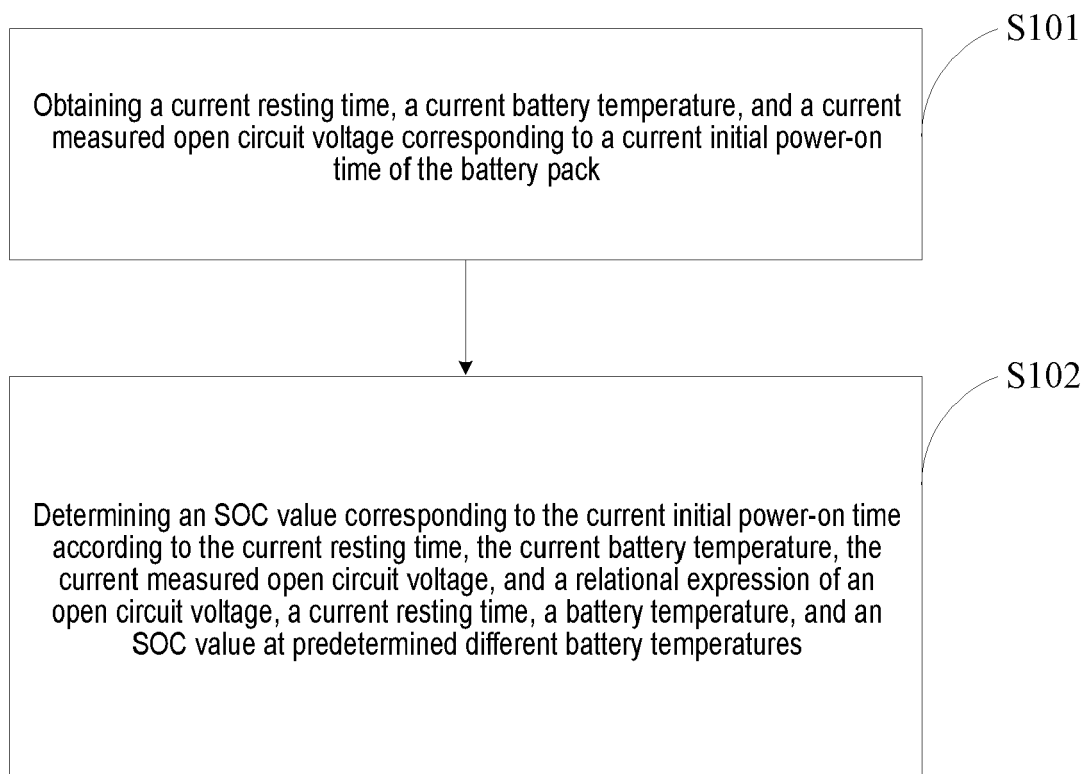 S101
Obtaining a current resting time, a current battery temperature, and a current
measured open circuit voltage corresponding to a current initial power-on
time of the battery pack
S102
Determining an SOC value corresponding to the current initial power-on time
according to the current resting time, the current battery temperature, the
current measured open circuit voltage, and a relational expression of an
open circuit voltage, a current resting time, a battery temperature, and an
SOC value at predetermined different battery temperatures